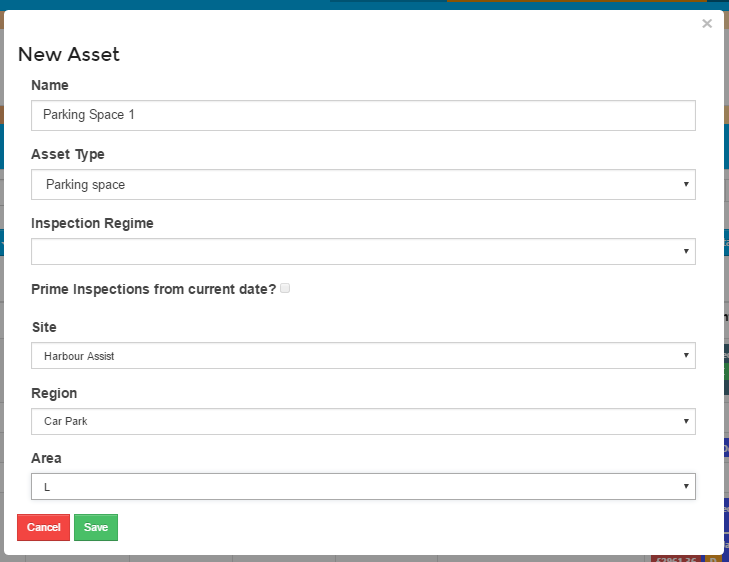 ×
New Asset
Name
Parking Space 1
Asset Type
Parking space
Inspection Regime
Prime Inspections from current date?
Site
Harbour Assist
Region
Car Park
Area
L
Cancel Save